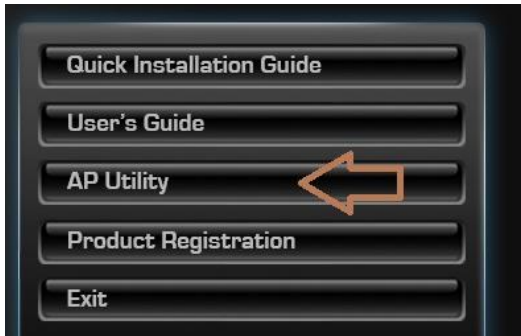 Quick Installation Guide
User's Guide
AP Utility
Product Registration
Exit